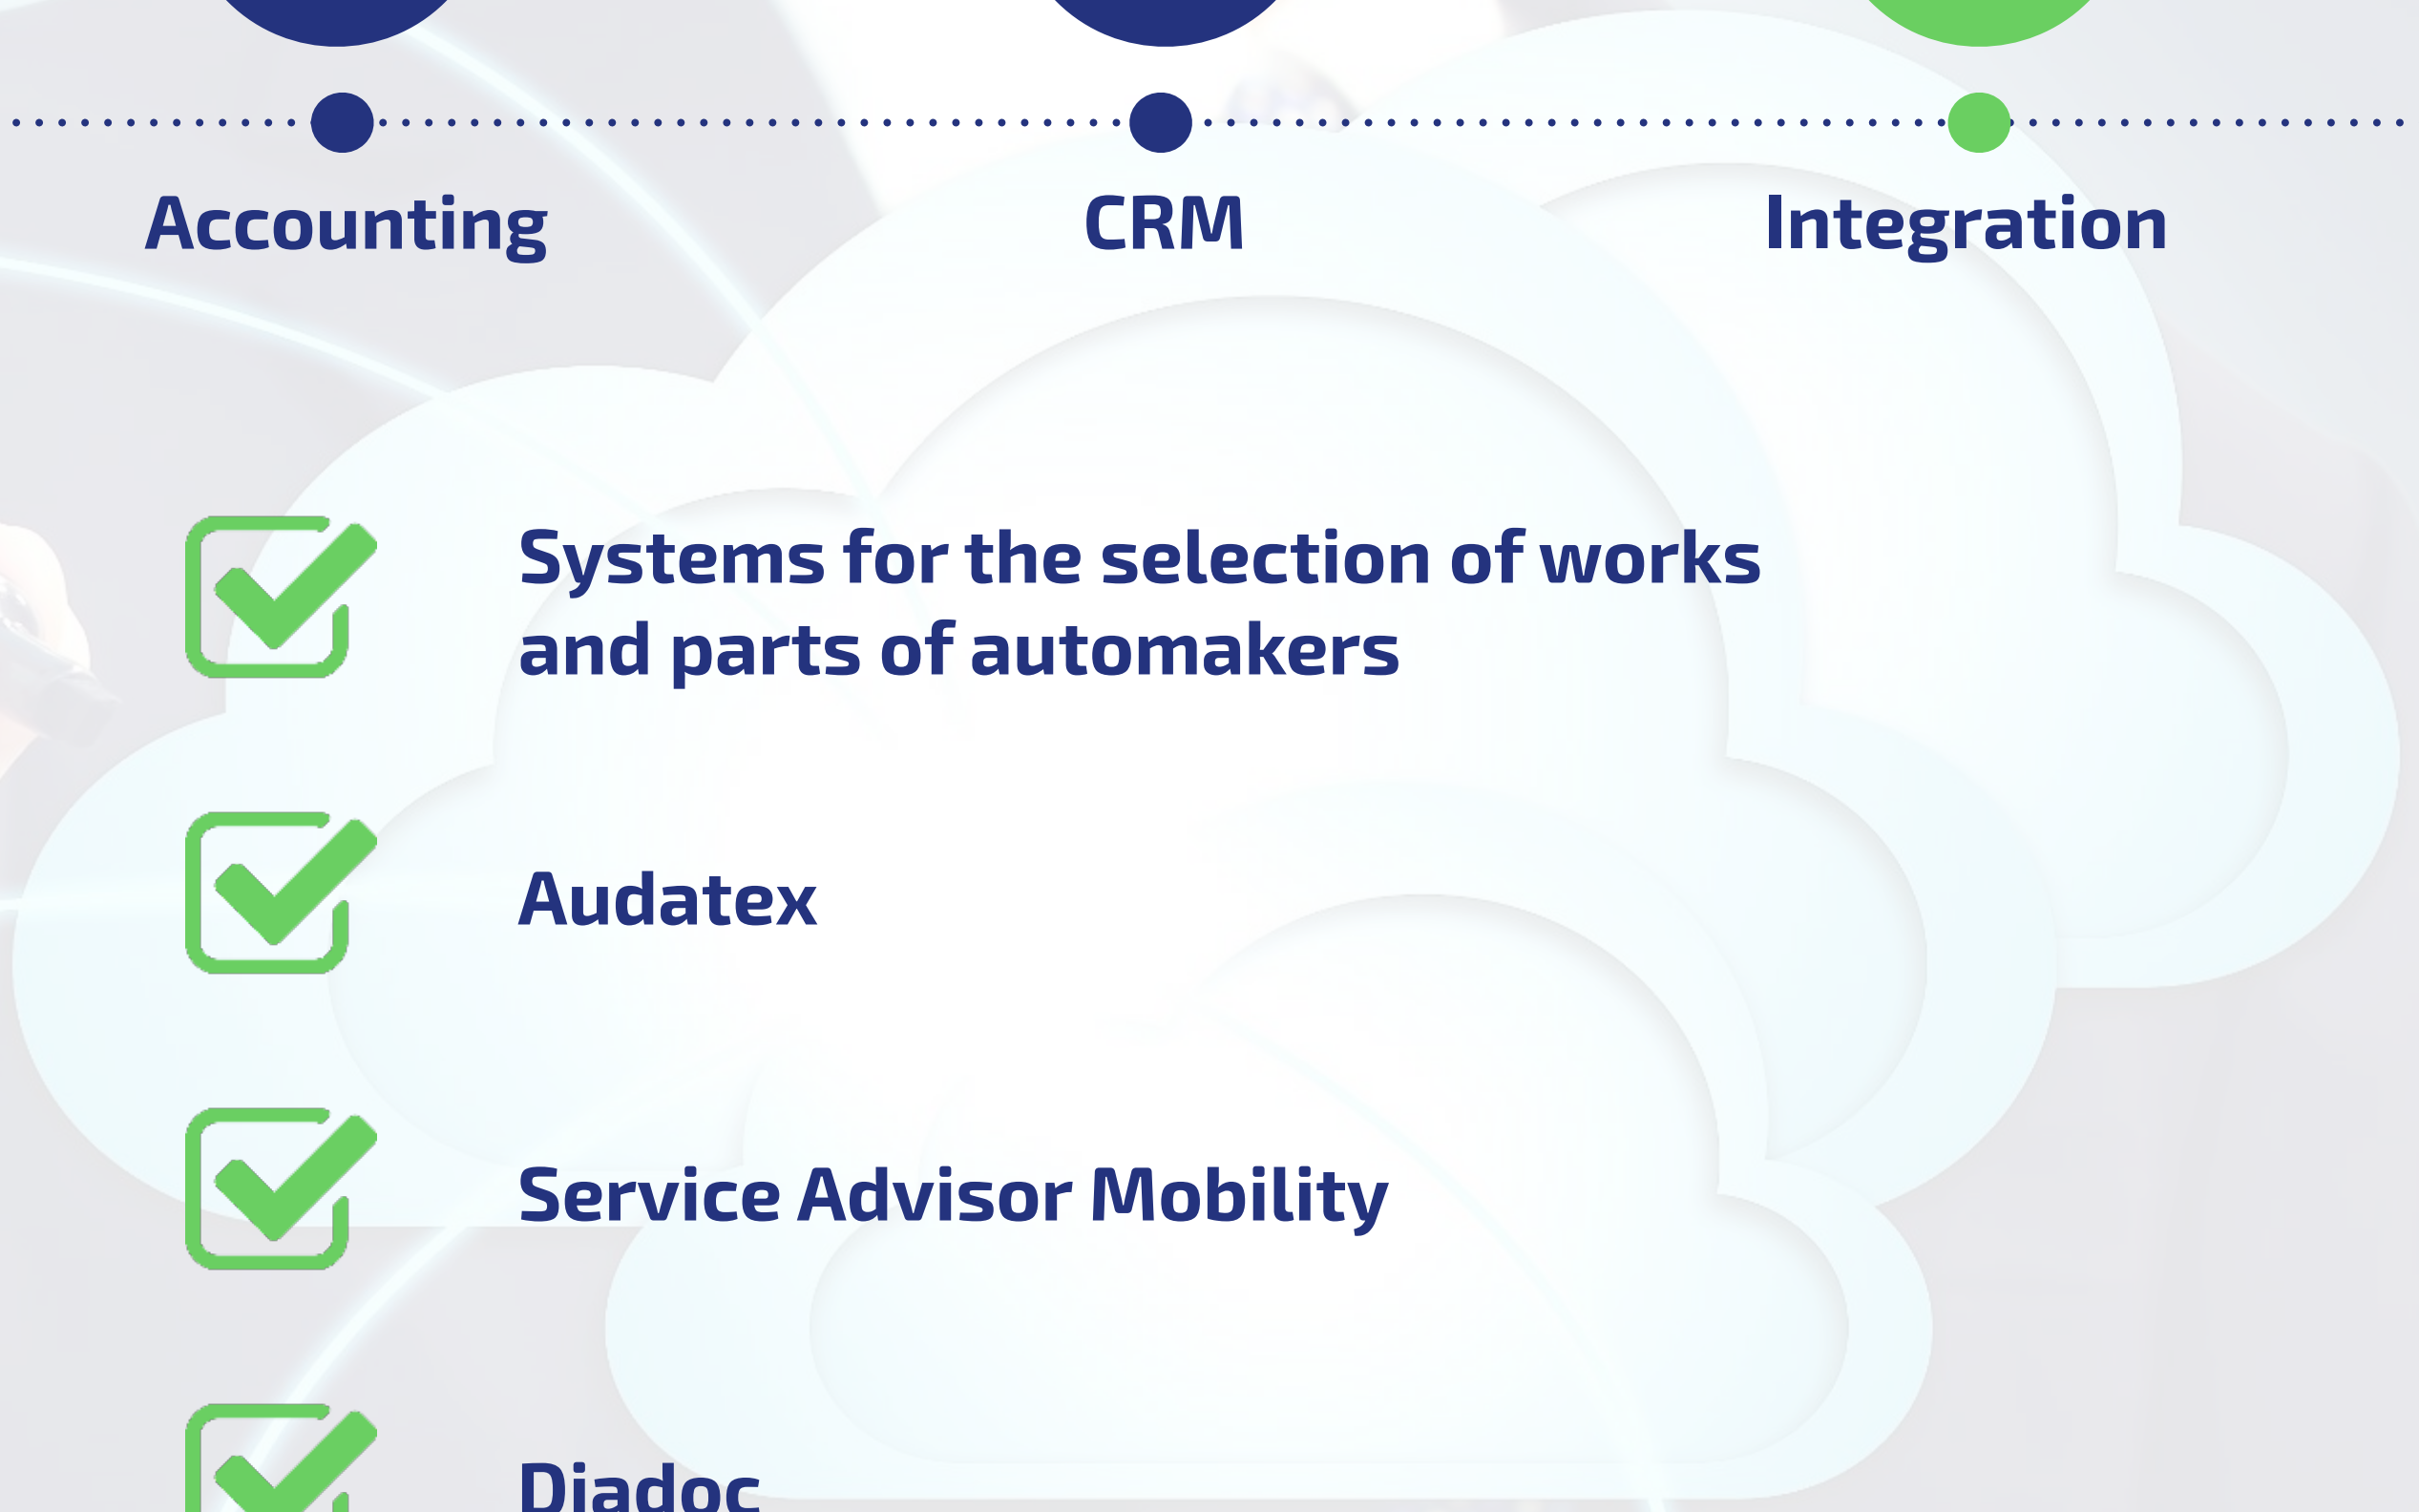 Accounting
CRM
Integration
Systems for the selection of works
and parts of automakers
Audatex
Service Advisor Mobility
Diadoc